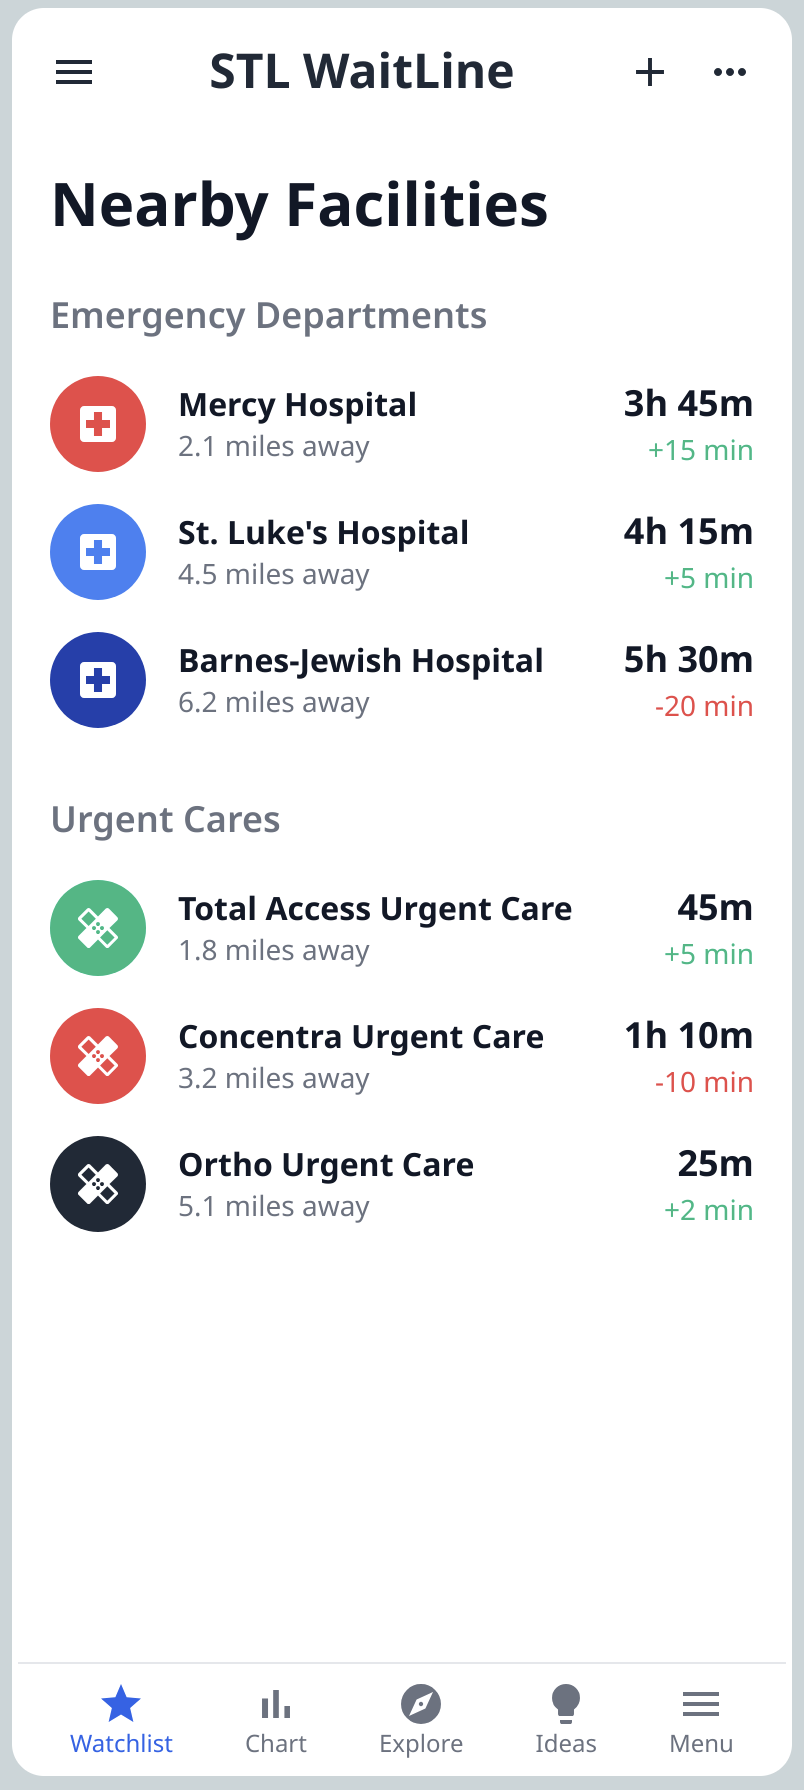 STL WaitLine
Nearby Facilities
Emergency Departments
Mercy Hospital
3h 45m
2.1 miles away
+15 min
St. Luke's Hospital
4h 15m
4.5 miles away
+5 min
Barnes-Jewish Hospital
5h 30m
6.2 miles away
-20 min
Urgent Cares
Total Access Urgent Care
45m
1.8 miles away
+5 min
Concentra Urgent Care
1h 10m
3.2 miles away
-10 min
Ortho Urgent Care
25m
5.1 miles away
+2 min
Watchlist
Chart
Explore
Ideas
Menu